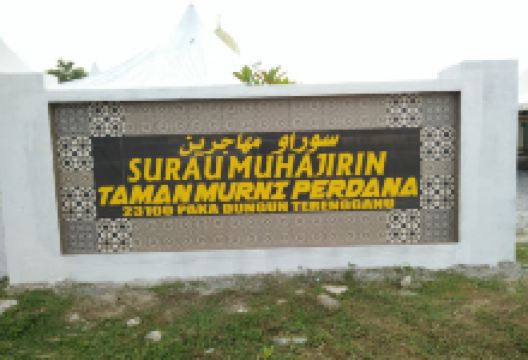 سوراو مهاجرين
SURAU MUHAJIRIN
TAMAN MURNI PERDANA
23100 PAKA DUNGUN TERENGGANU